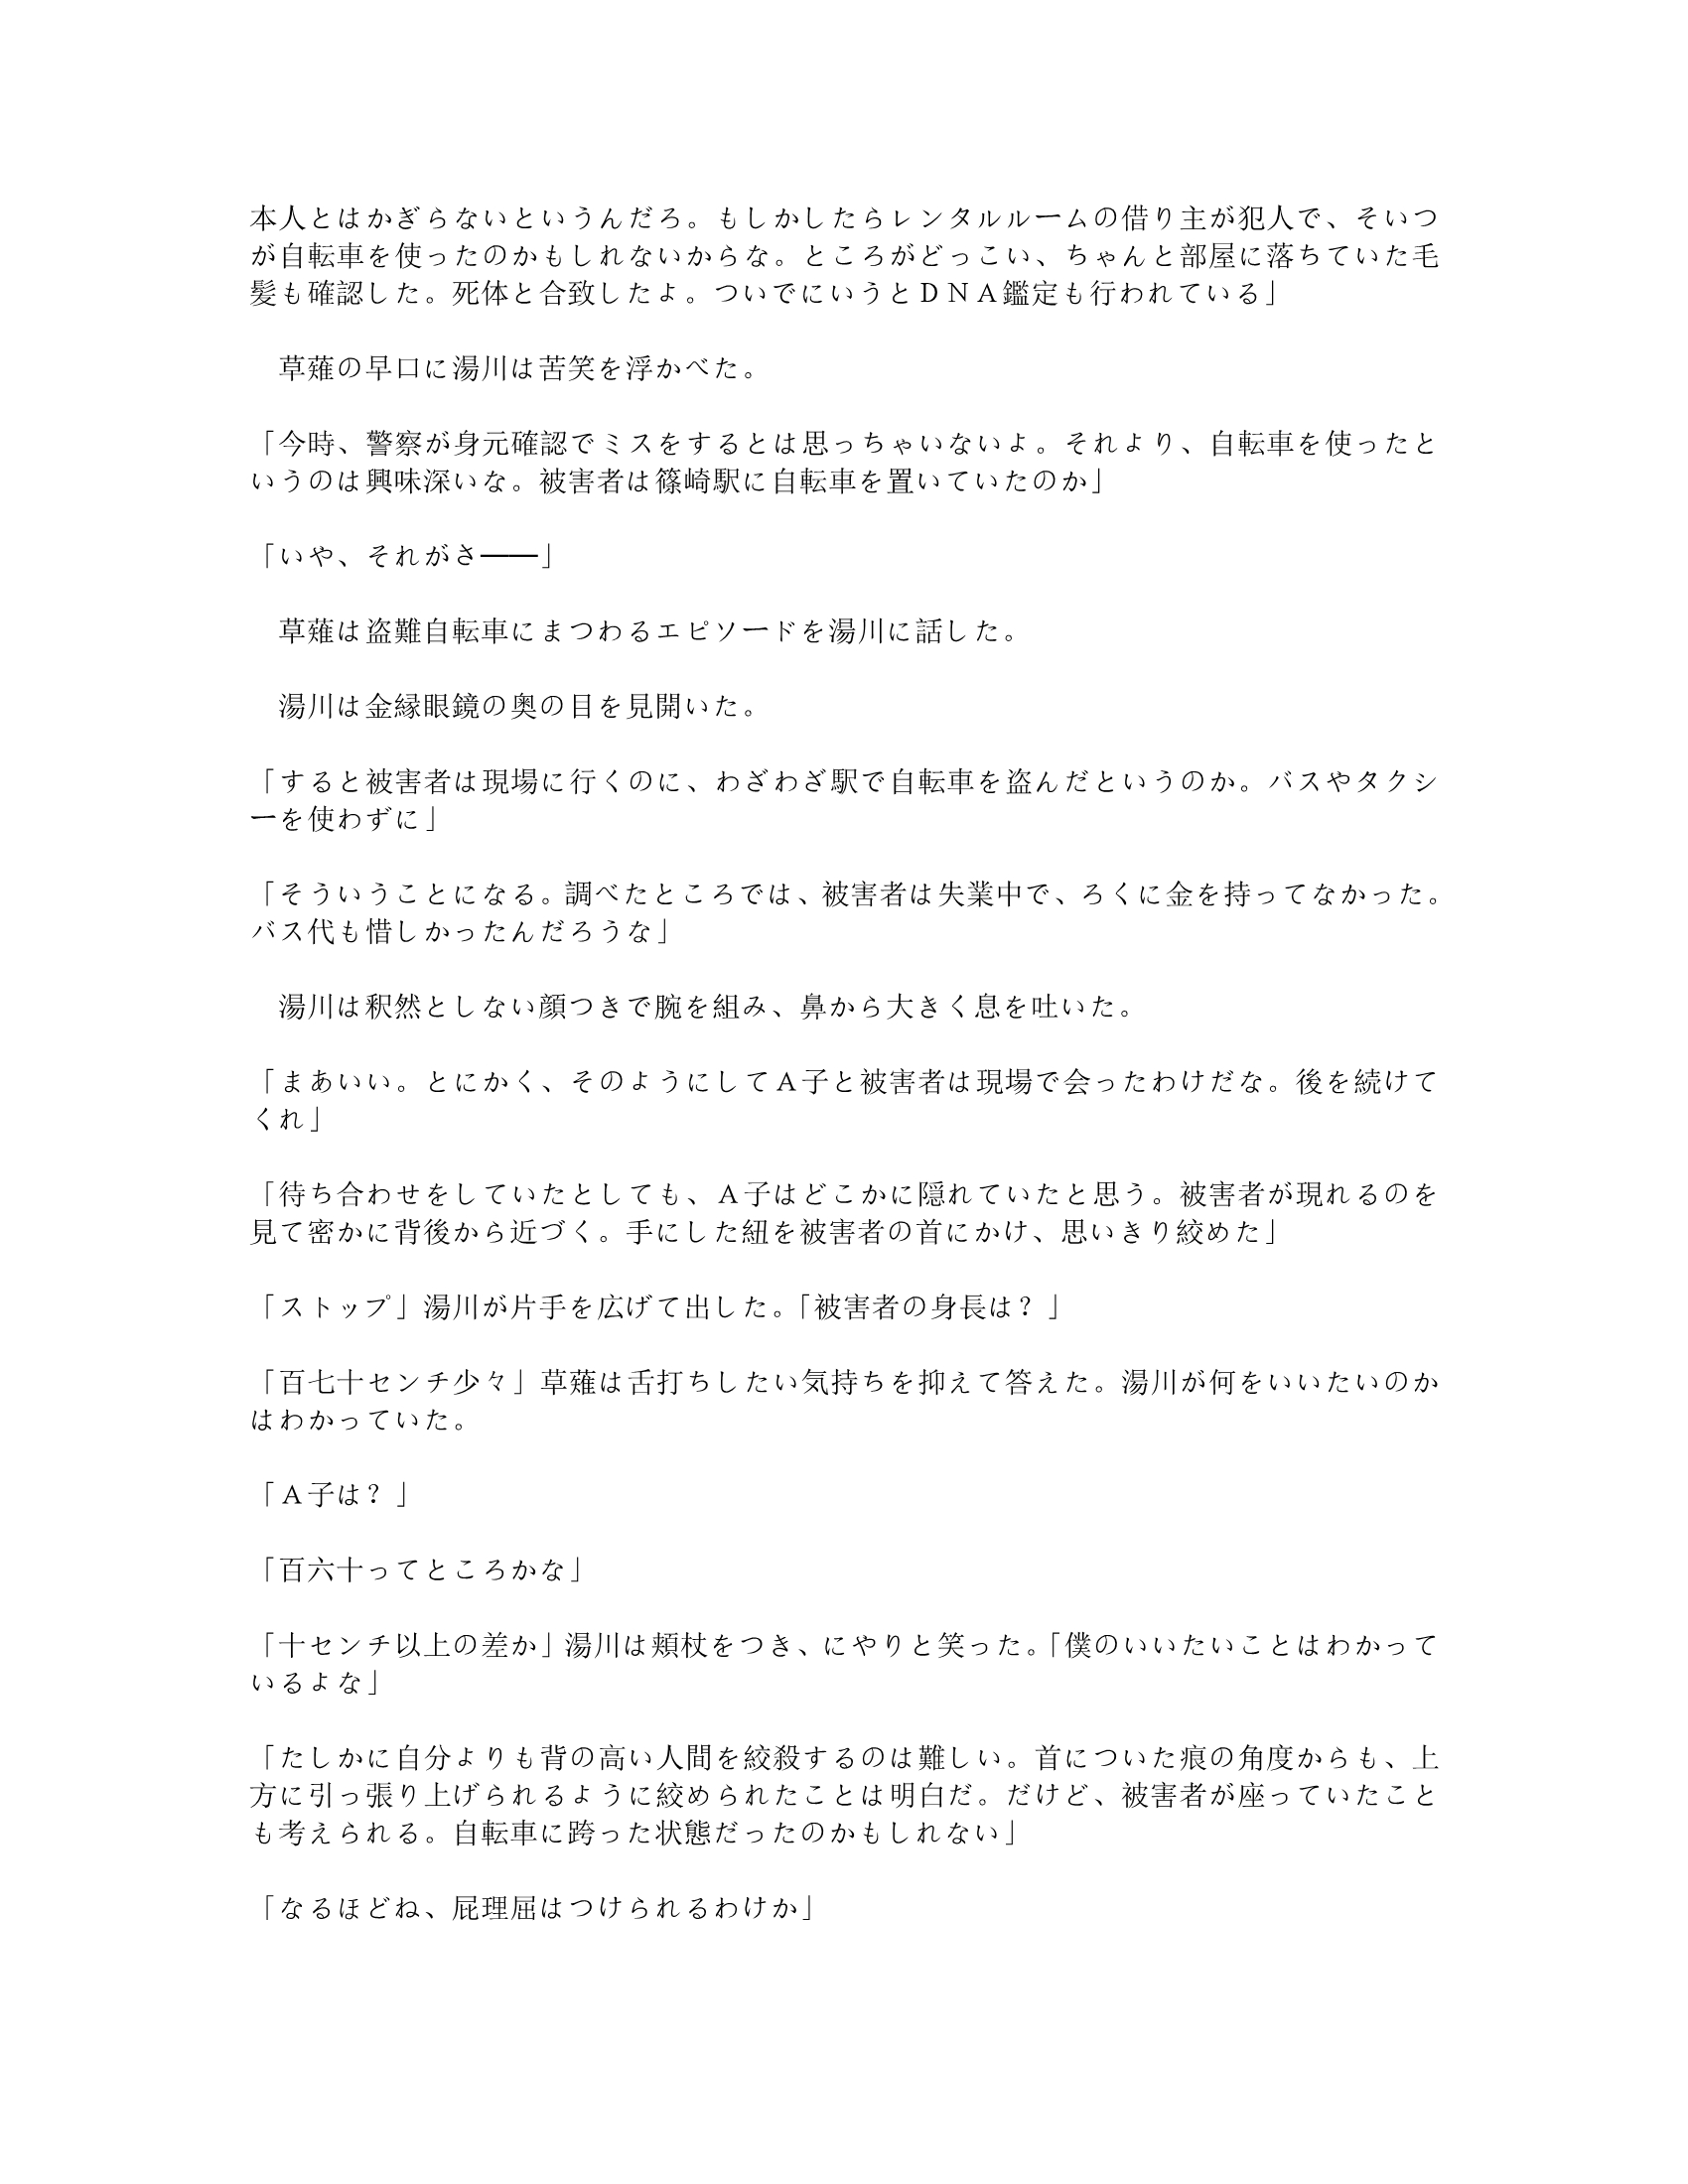 本人とはかぎらないというんだろ。もしかしたらレンタルルームの借り主が犯人で、そいつ
が自転車を使ったのかもしれないからな。ところがどっこい、ちゃんと部屋に落ちていた毛
髪も確認した。死体と合致したよ。ついでにいうとＤＮＡ鑑定も行われている」
　草薙の早口に湯川は苦笑を浮かべた。
「今時、警察が身元確認でミスをするとは思っちゃいないよ。それより、自転車を使ったと
いうのは興味深いな。被害者は篠崎駅に自転車を置いていたのか」
「いや、それがさ――」
　草薙は盗難自転車にまつわるエピソードを湯川に話した。
　湯川は金縁眼鏡の奥の目を見開いた。
「すると被害者は現場に行くのに、わざわざ駅で自転車を盗んだというのか。バスやタクシ
ーを使わずに」
「そういうことになる。調べたところでは、被害者は失業中で、ろくに金を持ってなかった。
バス代も惜しかったんだろうな」
　湯川は釈然としない顔つきで腕を組み、鼻から大きく息を吐いた。
「まあいい。とにかく、そのようにしてＡ子と被害者は現場で会ったわけだな。後を続けて
くれ」
「待ち合わせをしていたとしても、Ａ子はどこかに隠れていたと思う。被害者が現れるのを
見て密かに背後から近づく。手にした紐を被害者の首にかけ、思いきり絞めた」
「ストップ」湯川が片手を広げて出した。「被害者の身長は？」
「百七十センチ少々」草薙は舌打ちしたい気持ちを抑えて答えた。湯川が何をいいたいのか
はわかっていた。
「Ａ子は？」
「百六十ってところかな」
「十センチ以上の差か」湯川は頬杖をつき、にやりと笑った。「僕のいいたいことはわかって
いるよな」
「たしかに自分よりも背の高い人間を絞殺するのは難しい。首についた痕の角度からも、上
方に引っ張り上げられるように絞められたことは明白だ。だけど、被害者が座っていたこと
も考えられる。自転車に跨った状態だったのかもしれない」
「なるほどね、屁理屈はつけられるわけか」